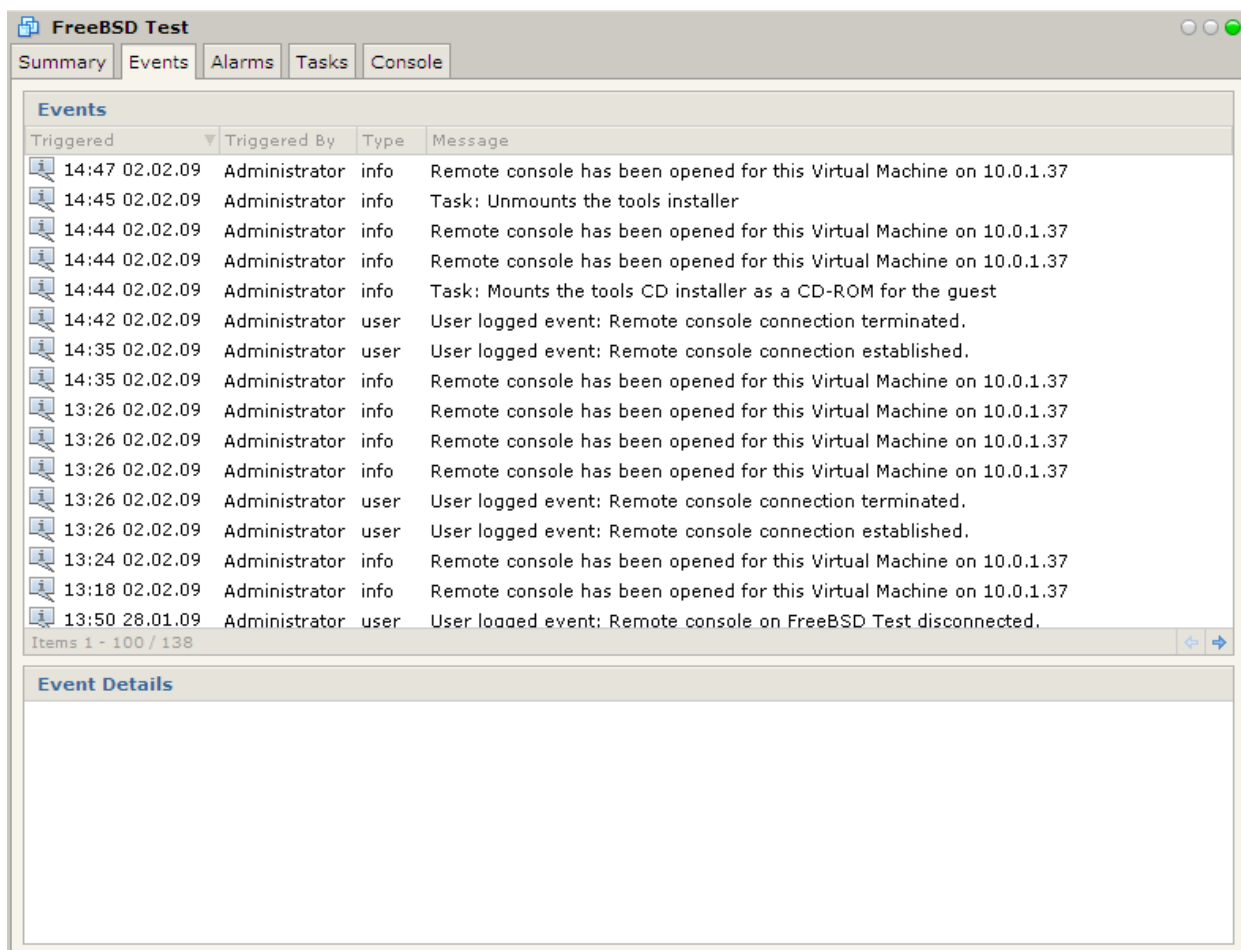 FreeBSD Test
Summary Events Alarms Tasks Console
Events
Triggered Triggered By Type Message
14:47 02.02.09 Administrator info Remote console has been opened for this Virtual Machine on 10.0.1.37
14:45 02.02.09 Administrator info Task: Unmounts the tools installer
14:44 02.02.09 Administrator info Remote console has been opened for this Virtual Machine on 10.0.1.37
14:44 02.02.09 Administrator info Remote console has been opened for this Virtual Machine on 10.0.1.37
14:44 02.02.09 Administrator info Task: Mounts the tools CD installer as a CD-ROM for the guest
14:42 02.02.09 Administrator user User logged event: Remote console connection terminated.
14:35 02.02.09 Administrator user User logged event: Remote console connection established.
14:35 02.02.09 Administrator info Remote console has been opened for this Virtual Machine on 10.0.1.37
13:26 02.02.09 Administrator info Remote console has been opened for this Virtual Machine on 10.0.1.37
13:26 02.02.09 Administrator info Remote console has been opened for this Virtual Machine on 10.0.1.37
13:26 02.02.09 Administrator info Remote console has been opened for this Virtual Machine on 10.0.1.37
13:26 02.02.09 Administrator user User logged event: Remote console connection terminated.
13:26 02.02.09 Administrator user User logged event: Remote console connection established.
13:24 02.02.09 Administrator info Remote console has been opened for this Virtual Machine on 10.0.1.37
13:18 02.02.09 Administrator info Remote console has been opened for this Virtual Machine on 10.0.1.37
13:50 28.01.09 Administrator user User logged event: Remote console on FreeBSD Test disconnected.
Items 1 - 100 / 138
Event Details